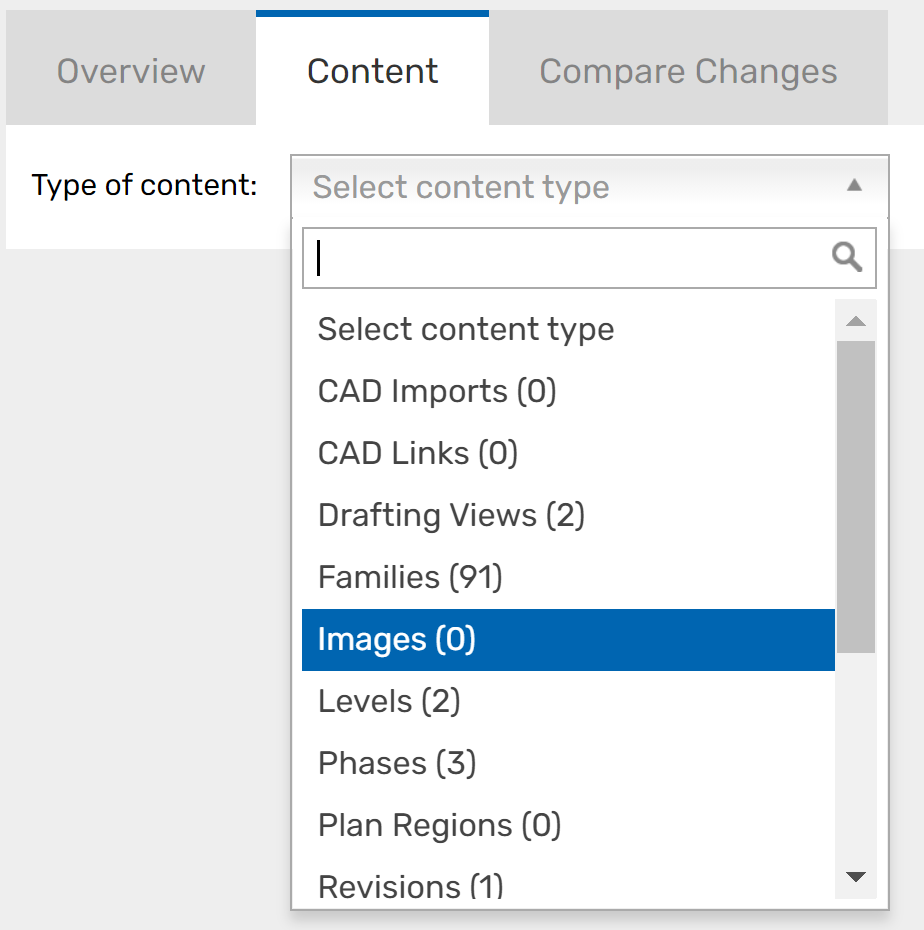 Overview Content Compare Changes
Type of content: Select content type
Select content type
CAD Imports (0)
CAD Links (0)
Drafting Views (2)
Families (91)
Images (0)
Levels (2)
Phases (3)
Plan Regions (0)
Revisions (1)